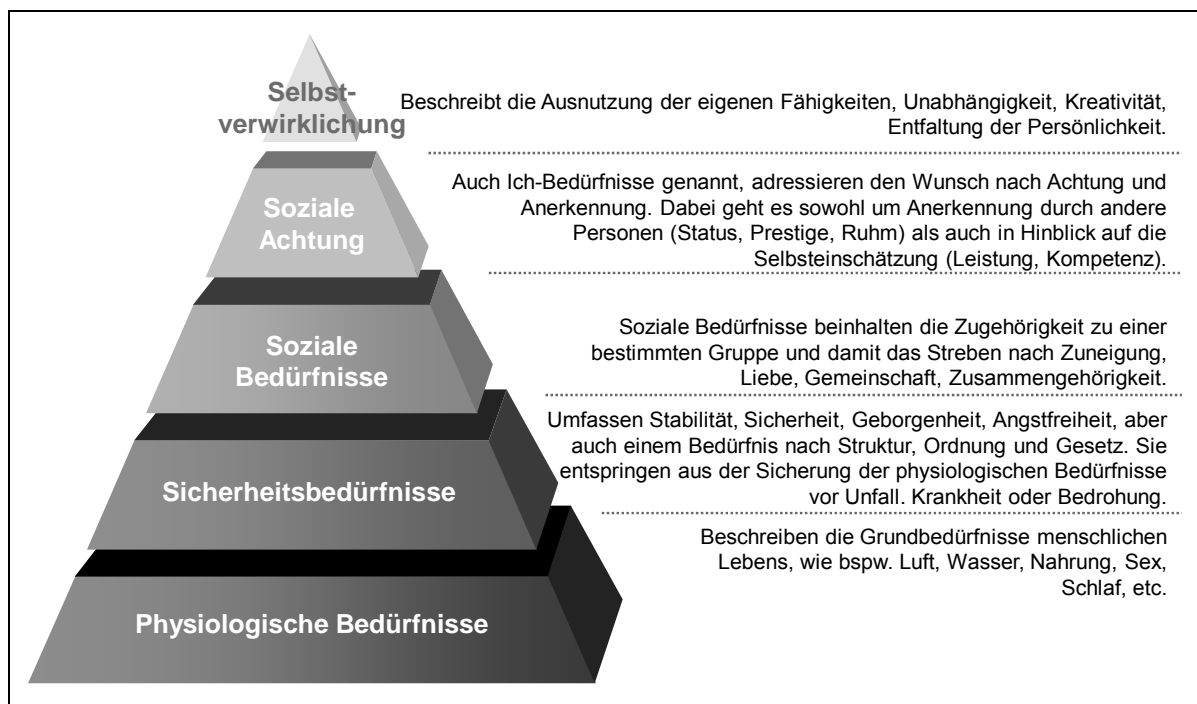 Selbst-
verwirklichung
Beschreibt die Ausnutzung der eigenen Fähigkeiten, Unabhängigkeit, Kreativität,
Entfaltung der Persönlichkeit.
Soziale
Achtung
Auch Ich-Bedürfnisse genannt, adressieren den Wunsch nach Achtung und
Anerkennung. Dabei geht es sowohl um Anerkennung durch andere
Personen (Status, Prestige, Ruhm) als auch in Hinblick auf die
Selbsteinschätzung (Leistung, Kompetenz).
Soziale
Bedürfnisse
Soziale Bedürfnisse beinhalten die Zugehörigkeit zu einer
bestimmten Gruppe und damit das Streben nach Zuneigung,
Liebe, Gemeinschaft, Zusammengehörigkeit.
Sicherheitsbedürfnisse
Umfassen Stabilität, Sicherheit, Geborgenheit, Angstfreiheit, aber
auch einem Bedürfnis nach Struktur, Ordnung und Gesetz. Sie
entspringen aus der Sicherung der physiologischen Bedürfnisse
vor Unfall. Krankheit oder Bedrohung.
Physiologische Bedürfnisse
Beschreiben die Grundbedürfnisse menschlichen
Lebens, wie bspw. Luft, Wasser, Nahrung, Sex,
Schlaf, etc.